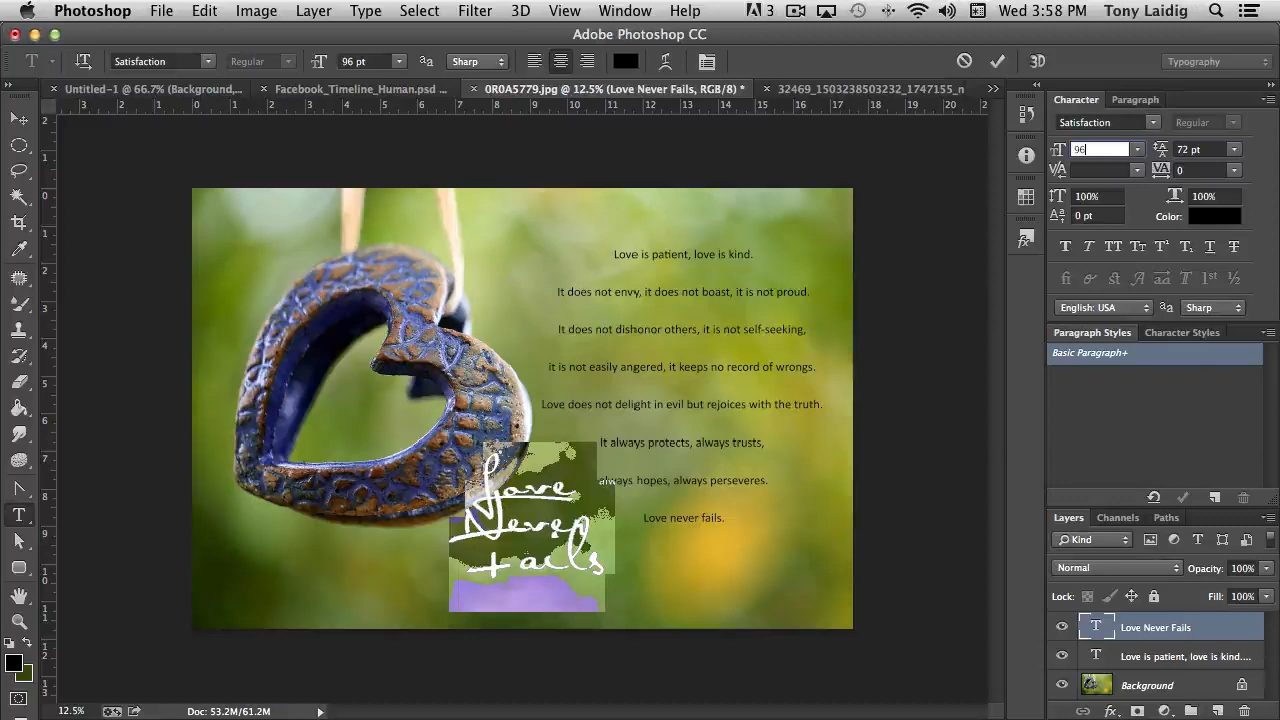 Photoshop File Edit Image Layer Type Select Filter 3D View Window Help 3 Wed 3:58 PM Tony Laidig
Adobe Photoshop CC
T Satisfaction Regular 96 pt Sharp 3D Typography
× Untitled-1 @ 66.7% (Background,... × Facebook_Timeline_Human.psd ... × 0R0A5779.jpg @ 12.5% (Love Never Fails, RGB/8) * × 32469_1503238503232_1747155_n
Character Paragraph
Satisfaction Regular
96 72 pt
0
100% 100%
0 pt Color:
English: USA Sharp
Paragraph Styles Character Styles
Basic Paragraph+
Love is patient, love is kind.
It does not envy, it does not boast, it is not proud.
It does not dishonor others, it is not self-seeking,
it is not easily angered, it keeps no record of wrongs.
Love does not delight in evil but rejoices with the truth.
It always protects, always trusts,
always hopes, always perseveres.
Love never fails.
Love
Never
Fails
Layers Channels Paths
Kind
Normal Opacity: 100%
Lock: Fill: 100%
T Love Never Fails
T Love is patient, love is kind....
Background
12.5% Doc: 53.2M/61.2M